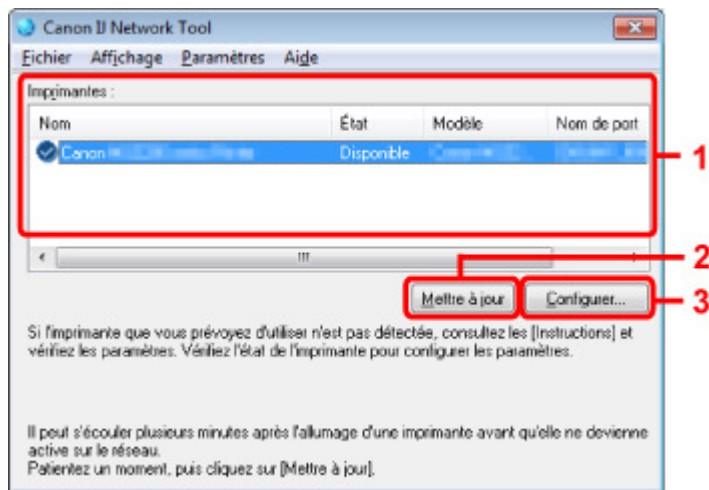 Canon IJ Network Tool
Fichier Affichage Paramètres Aide
Imprimantes :
Nom État Modèle Nom de port
Canon Disponible
1
2
Mettre à jour Configurer...
3
Si l'imprimante que vous prévoyez d'utiliser n'est pas détectée, consultez les [Instructions] et
vérifiez les paramètres. Vérifiez l'état de l'imprimante pour configurer les paramètres.
Il peut s'écouler plusieurs minutes après l'allumage d'une imprimante avant qu'elle ne devienne
active sur le réseau.
Patientez un moment, puis cliquez sur [Mettre à jour].